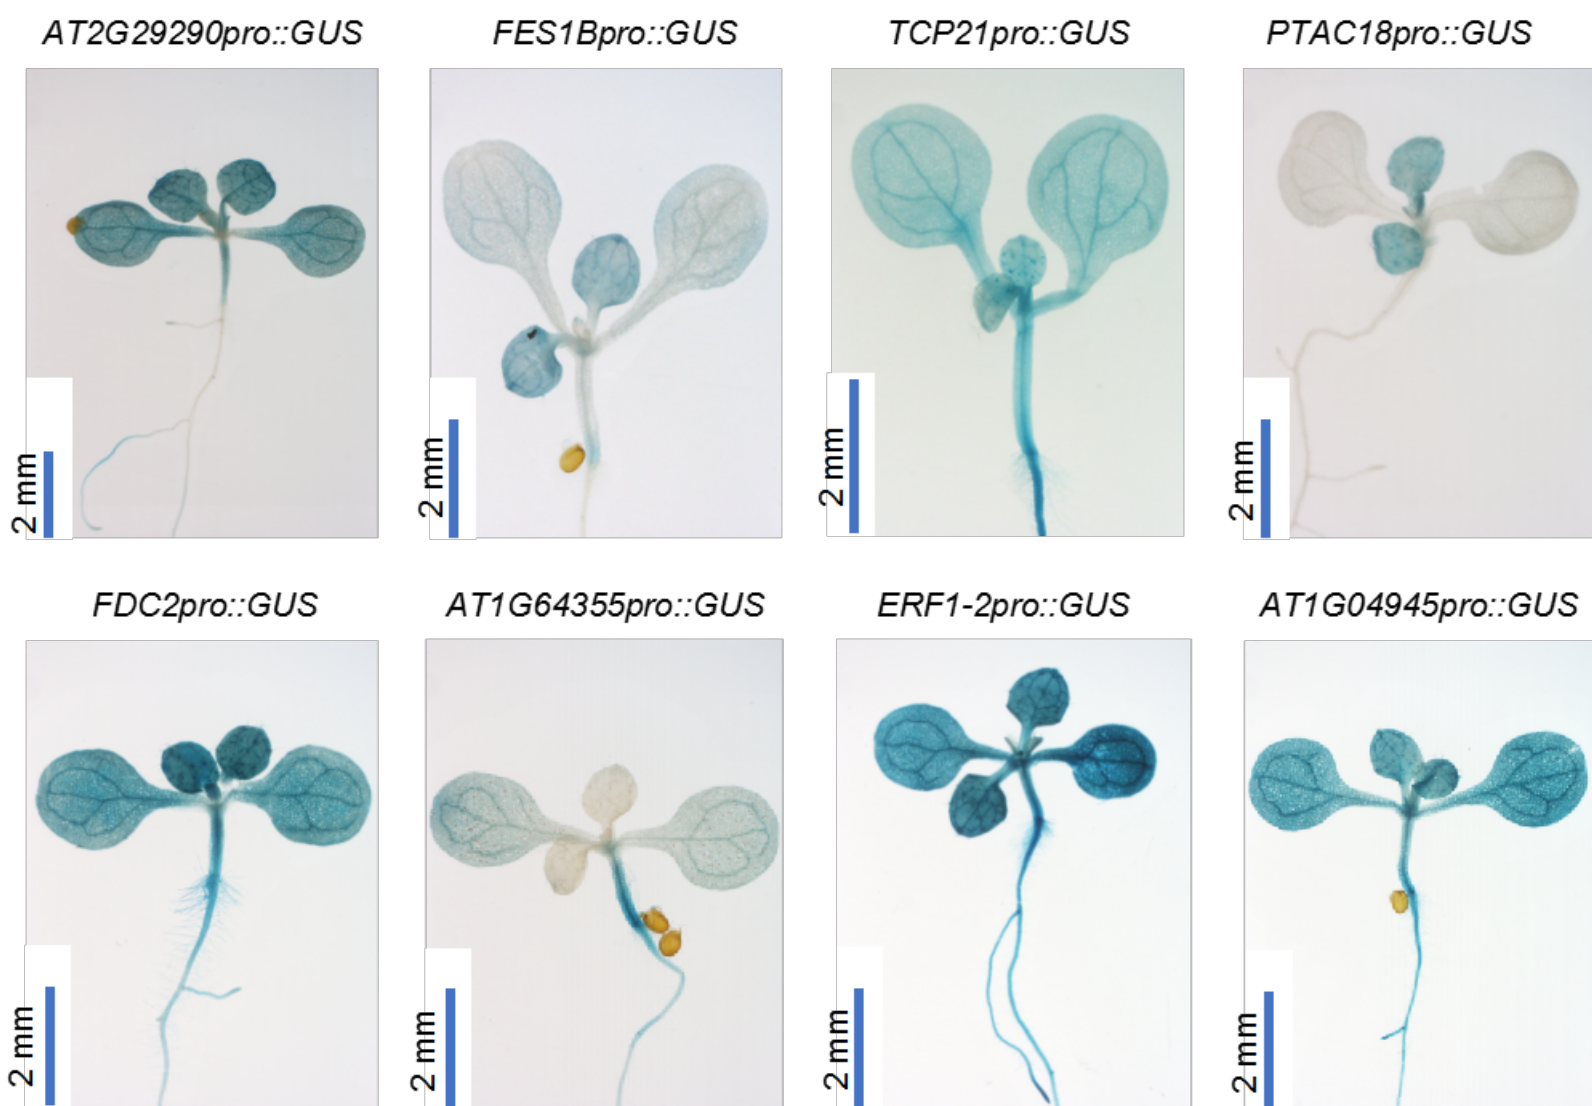 AT2G29290pro::GUS
FES1Bpro::GUS
TCP21pro::GUS
PTAC18pro::GUS
2 mm
2 mm
2 mm
2 mm
FDC2pro::GUS
AT1G64355pro::GUS
ERF1-2pro::GUS
AT1G04945pro::GUS
2 mm
2 mm
2 mm
2 mm